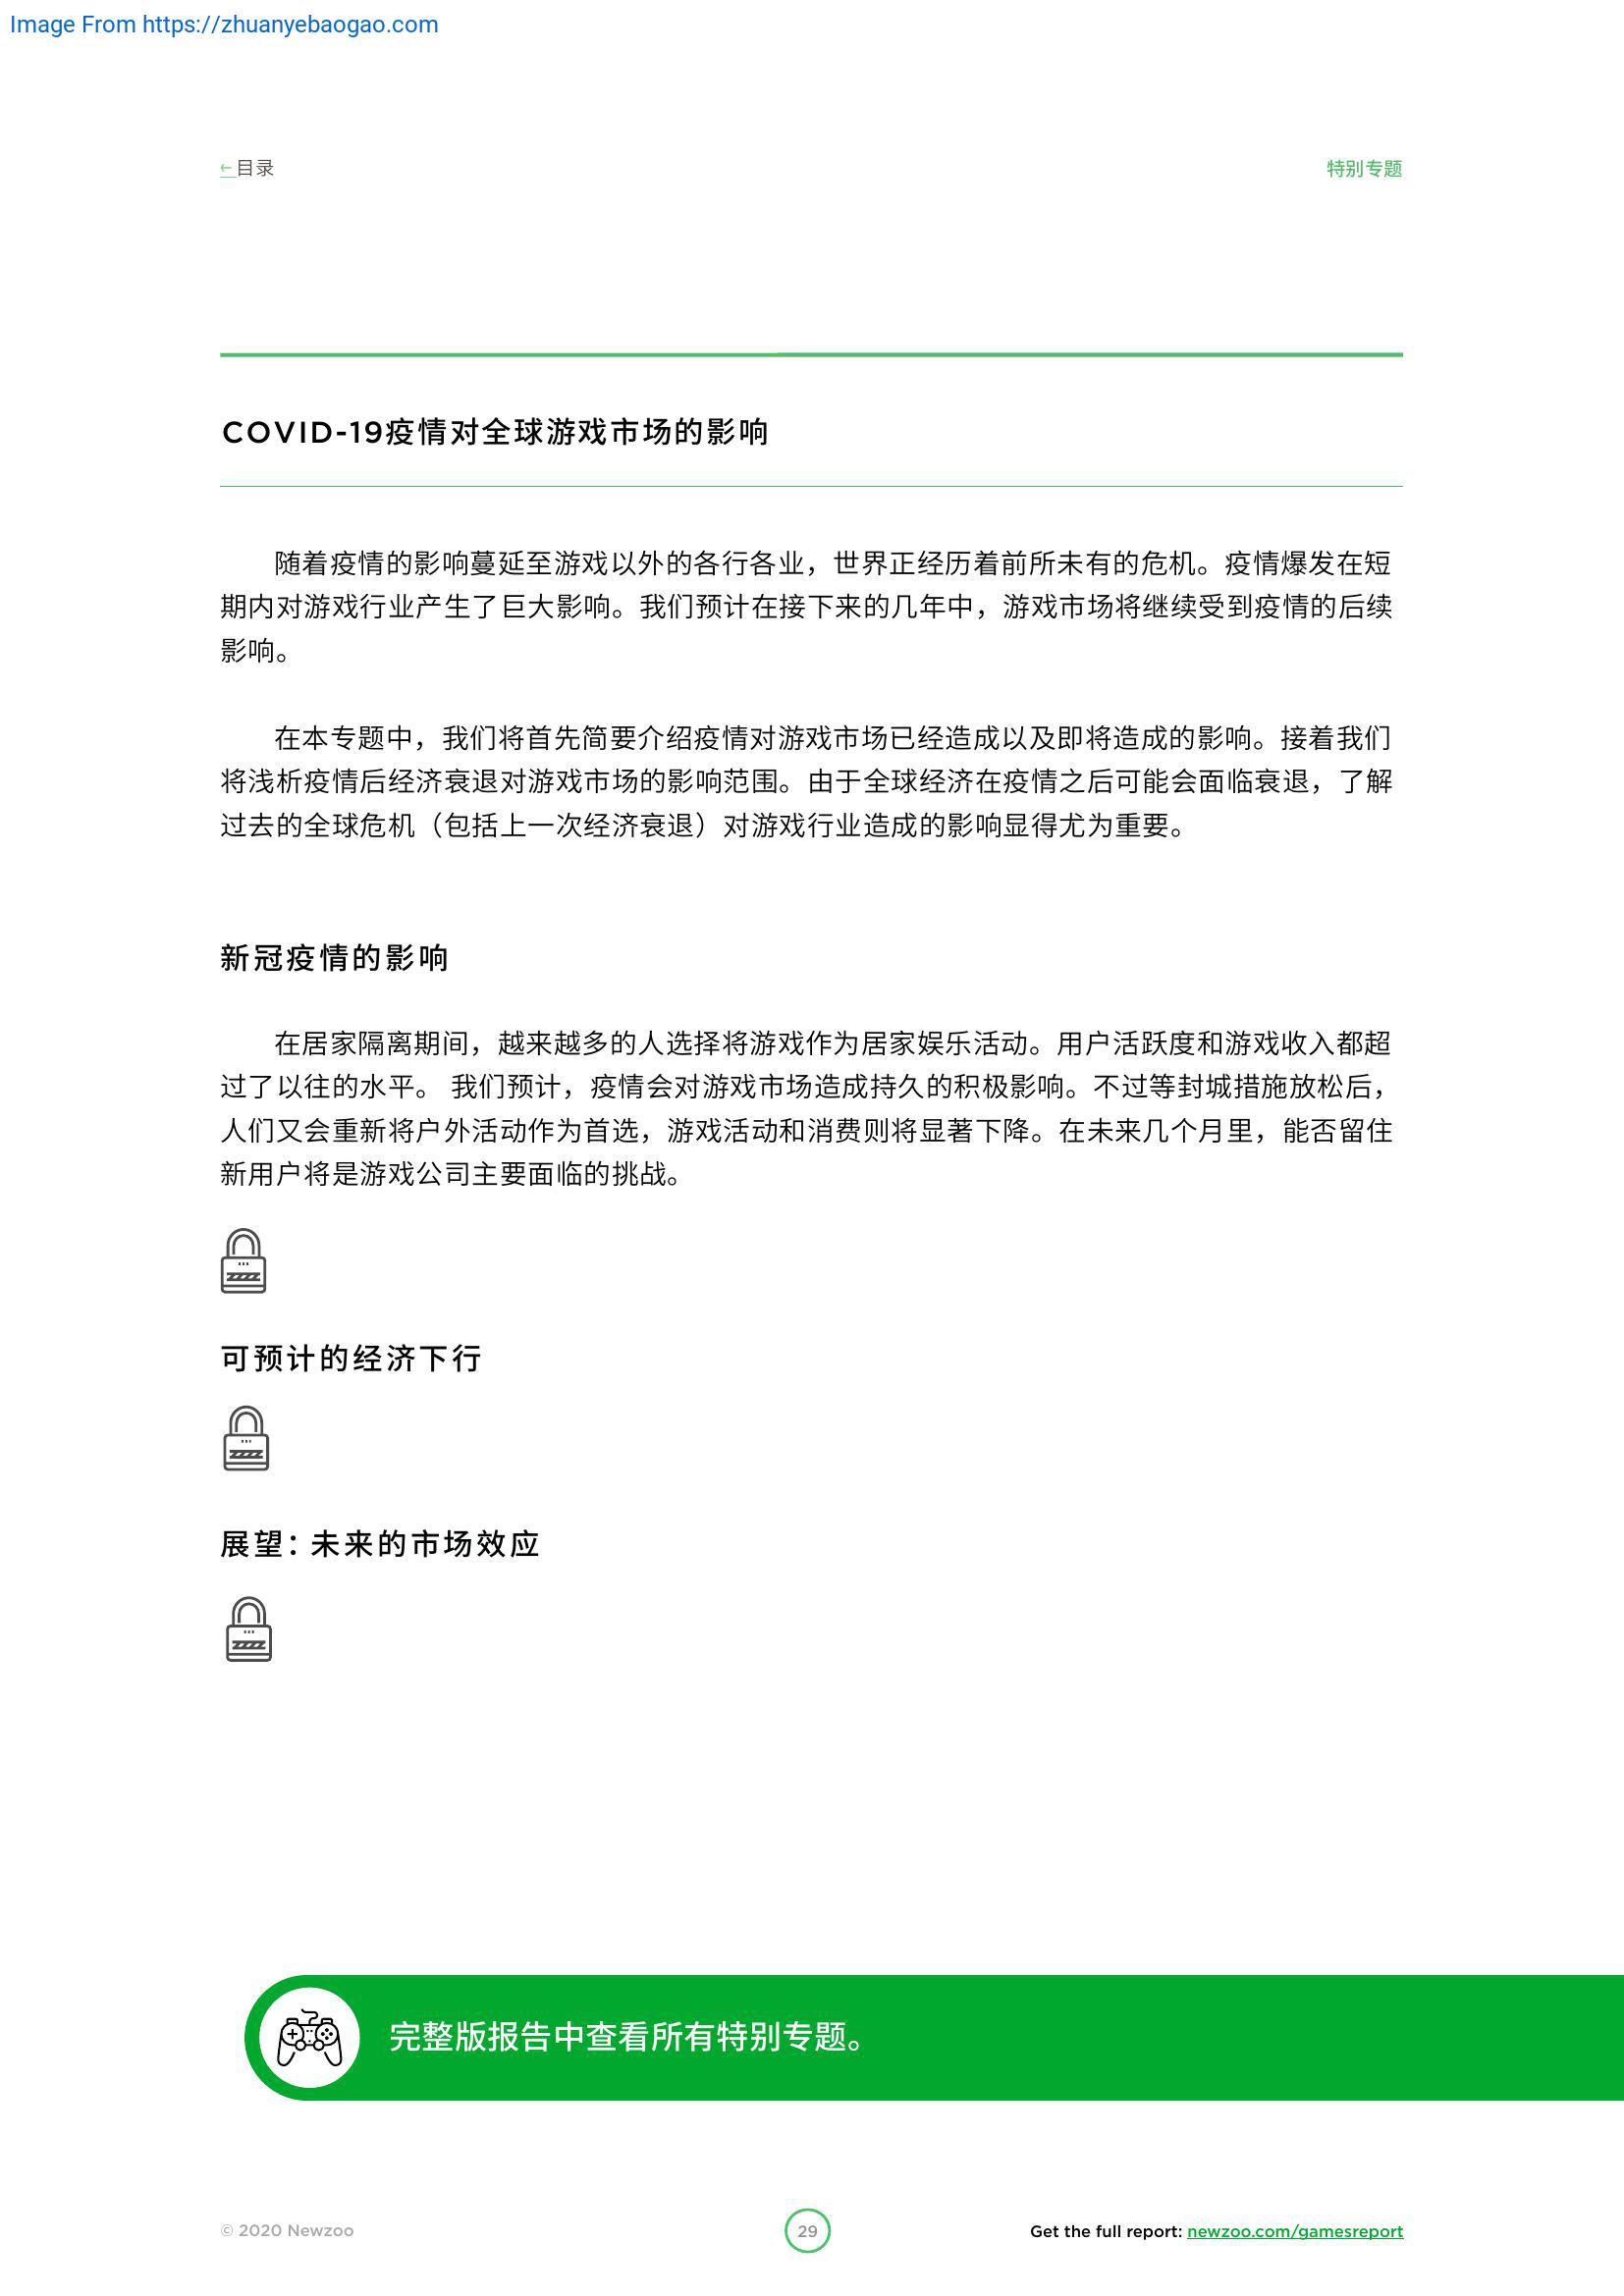 Image From https://zhuanyebaogao.com
←目录
特别专题
COVID-19疫情对全球游戏市场的影响
随着疫情的影响蔓延至游戏以外的各行各业，世界正经历着前所未有的危机。疫情爆发在短
期内对游戏行业产生了巨大影响。我们预计在接下来的几年中，游戏市场将继续受到疫情的后续
影响。
在本专题中，我们将首先简要介绍疫情对游戏市场已经造成以及即将造成的影响。接着我们
将浅析疫情后经济衰退对游戏市场的影响范围。由于全球经济在疫情之后可能会面临衰退，了解
过去的全球危机（包括上一次经济衰退）对游戏行业造成的影响显得尤为重要。
新冠疫情的影响
在居家隔离期间，越来越多的人选择将游戏作为居家娱乐活动。用户活跃度和游戏收入都超
过了以往的水平。 我们预计，疫情会对游戏市场造成持久的积极影响。不过等封城措施放松后，
人们又会重新将户外活动作为首选，游戏活动和消费则将显著下降。在未来几个月里，能否留住
新用户将是游戏公司主要面临的挑战。
可预计的经济下行
展望：未来的市场效应
完整版报告中查看所有特别专题。
© 2020 Newzoo
29
Get the full report: newzoo.com/gamesreport